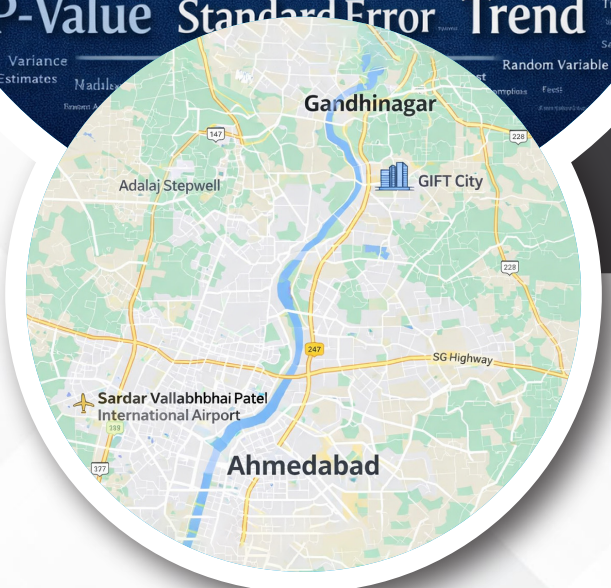 P-Value Standard Error Trend
Variance
Estimates
Random Variable
Gandhinagar
147
228
Adalaj Stepwell
GIFT City
228
247
SG Highway
Sardar Vallabhbhai Patel
International Airport
377
Ahmedabad